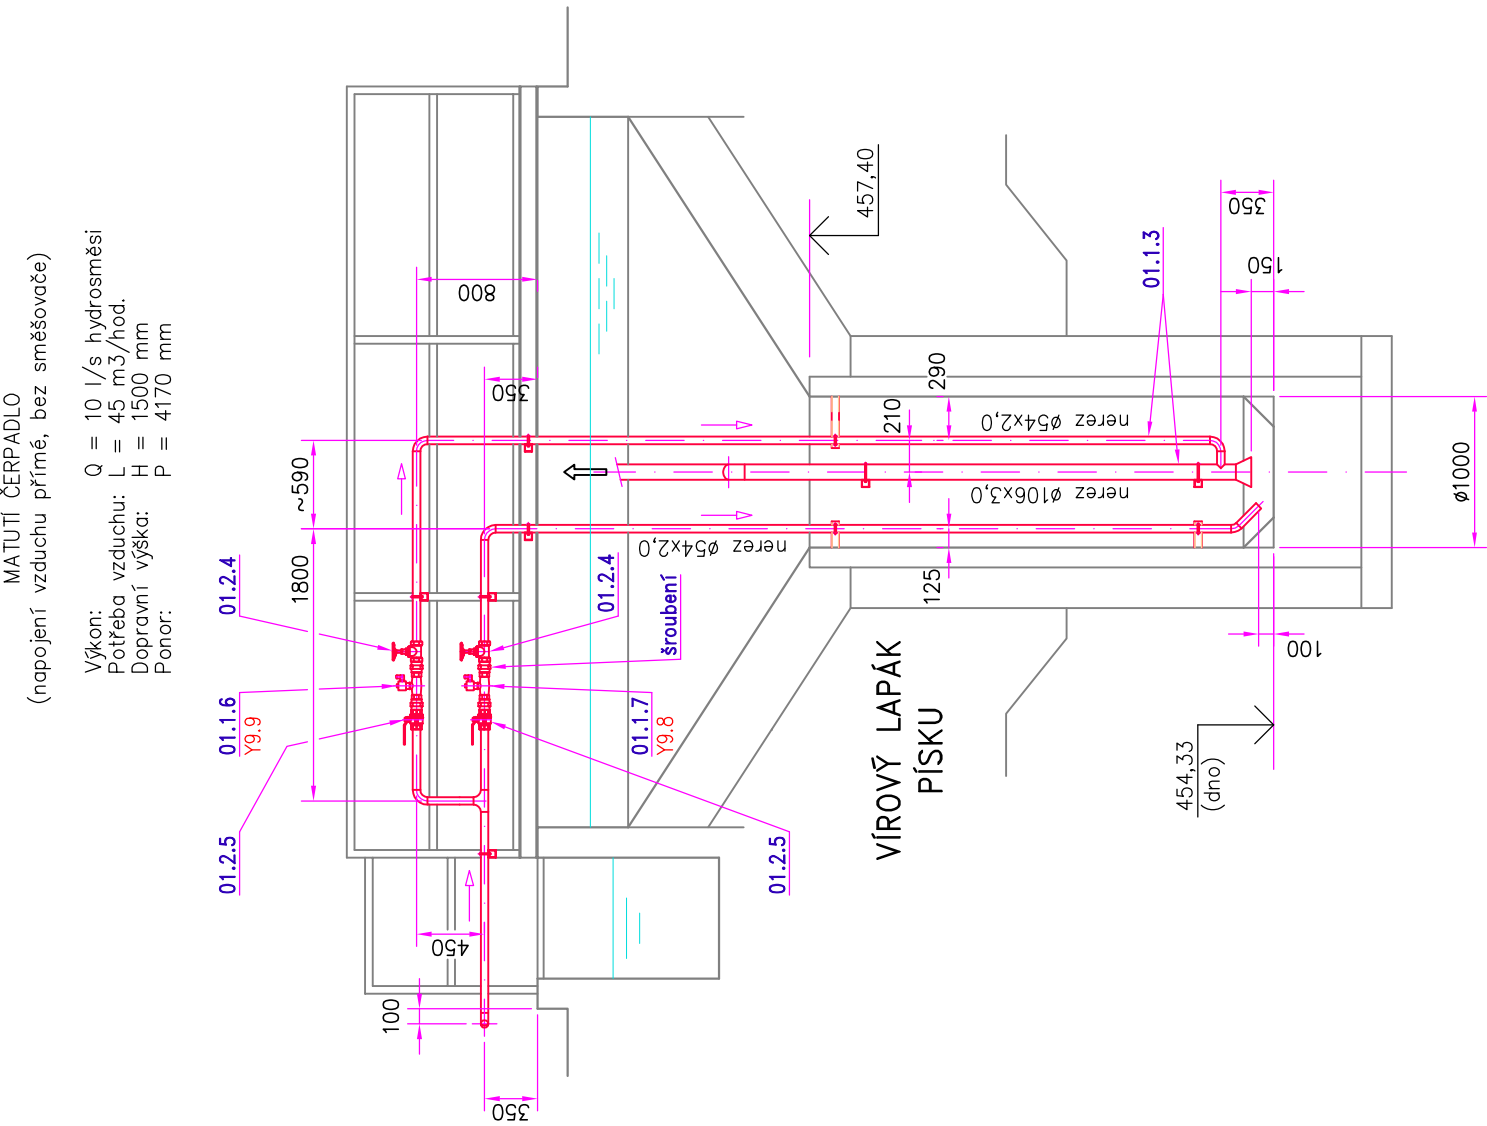 MATUTÍ ČERPADLO
(napojení vzduchu přímé, bez směšovače)
Výkon: Q = 10 l/s hydrosměsi
Potřeba vzduchu: L = 45 m3/hod.
Dopravní výška: H = 1500 mm
Ponor: P = 4170 mm
01.2.5
01.1.6
Y9.9
01.2.4
1800
~590
100
450
800
350
350
350
01.2.4
šroubení
01.1.7
Y9.8
01.2.5
nerez ø54x2,0
nerez ø106x3,0
nerez ø54x2,0
VÍROVÝ LAPÁK
PÍSKU
457,40
125
210
290
01.1.3
454,33
(dno)
150
350
100
ø1000